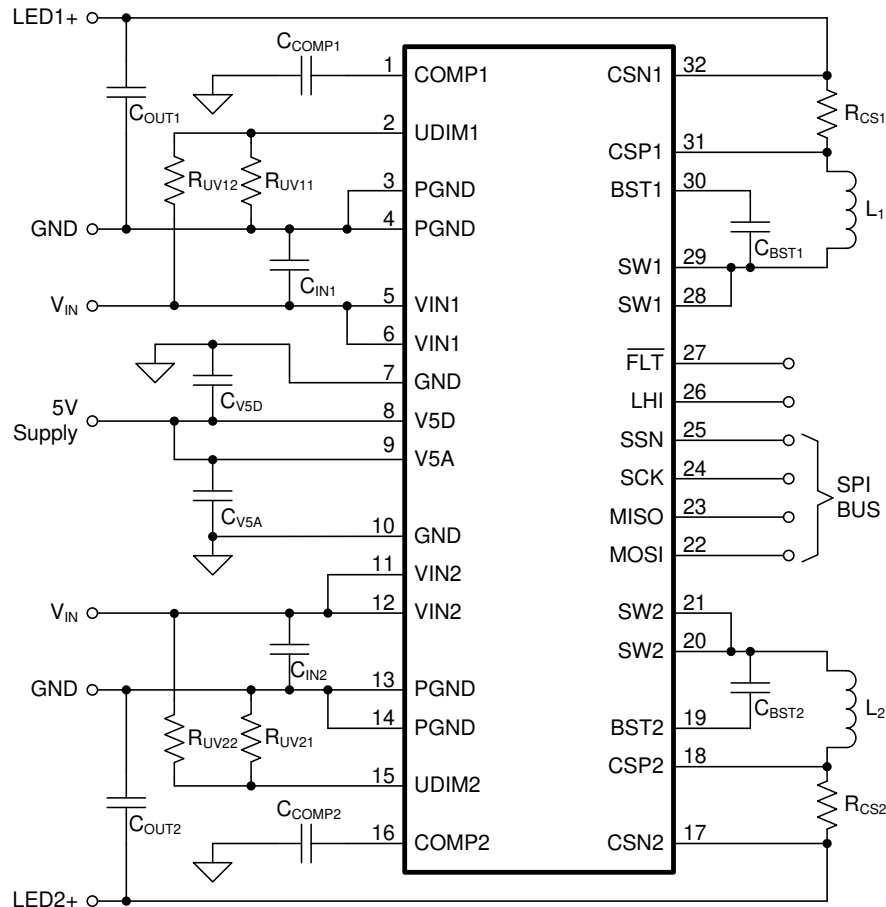 LED1+
C_COMP1
1 COMP1 CSN1 32
C_OUT1
R_CS1
2 UDIM1
CSP1 31
R_UV12 R_UV11
3 PGND BST1 30
L_1
GND 4 PGND
C_BST1
C_IN1
SW1 29
V_IN 5 VIN1 SW1 28
6 VIN1
F̅L̅T̅ 27
7 GND
C_V5D
LHI 26
5V
Supply
8 V5D
SSN 25
9 V5A
SCK 24
SPI
BUS
C_V5A
MISO 23
10 GND MOSI 22
11 VIN2
V_IN 12 VIN2 SW2 21
SW2 20
C_IN2
GND 13 PGND
C_BST2
L_2
14 PGND BST2 19
R_UV22 R_UV21
CSP2 18
15 UDIM2
R_CS2
C_OUT2
C_COMP2
16 COMP2 CSN2 17
LED2+